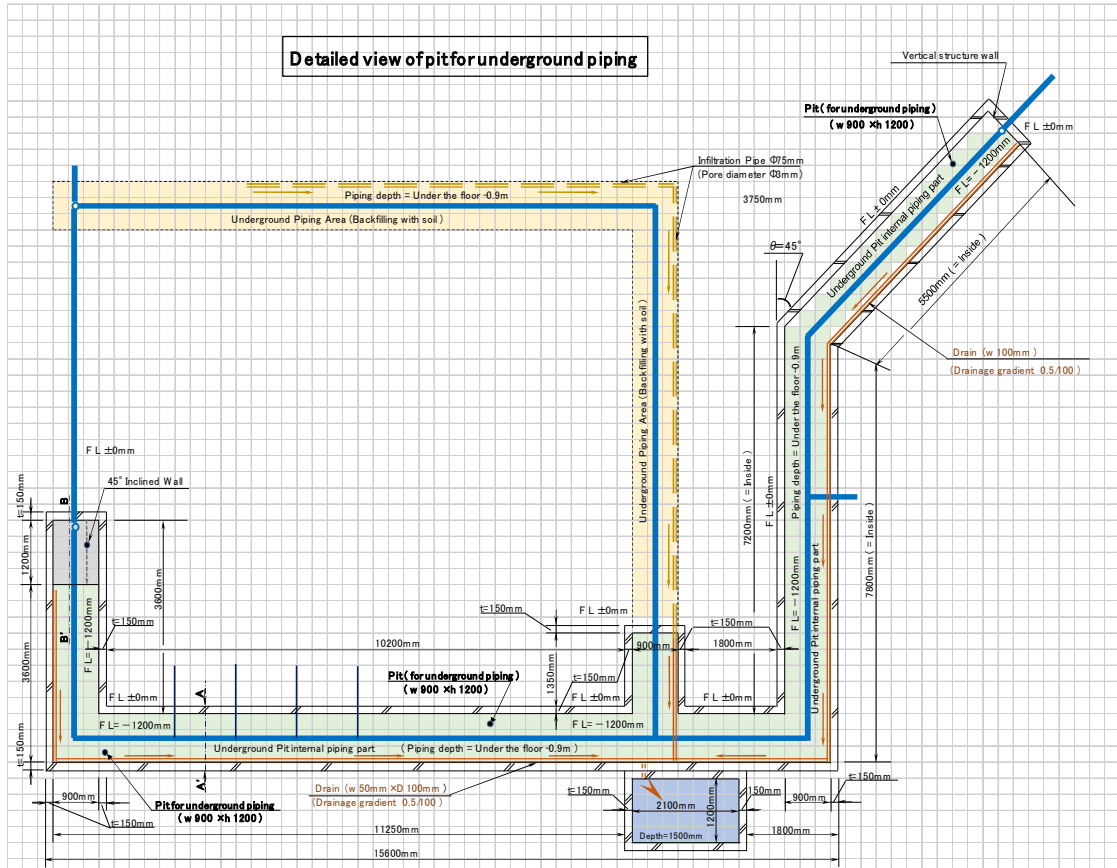 Detailed view of pit for underground piping
Vertical structure wall
Pit( for underground piping)
( w 900 ×h 1200)
F L ±0mm
Infiltration Pipe Φ75mm
(Pore diameter Φ8mm)
3750mm
Piping depth = Under the floor -0.9m
Underground Piping Area (Backfilling with soil )
F L ± 0mm
Underground Pit internal piping part
F L= －1200mm
θ=45°
5500mm ( = Inside)
Drain (w 100mm )
(Drainage gradient 0.5/100 )
Underground Piping Area (Backfilling with soil)
Piping depth = Under the floor -0.9m
7200mm ( = Inside )
F L ±0mm
7800mm ( = Inside )
F L= －1200mm
Underground Pit internal piping part
F L ±0mm
45° Inclined Wall
t=150mm
B
1200mm
3600mm
B'
F L= －1200mm
t=150mm
3600mm
t=150mm
F L ±0mm
t=150mm
10200mm
900mm
1800mm
Pit( for underground piping)
( w 900 ×h 1200)
t=150mm
1350mm
F L ±0mm
A
F L ±0mm
F L ±0mm
F L= －1200mm
F L= －1200mm
Underground Pit internal piping part
( Piping depth = Under the floor -0.9m )
t=150mm
A'
Drain ( w 50mm ×D 100mm )
(Drainage gradient 0.5/100)
900mm
t=150mm
Pit for underground piping
( w 900 ×h 1200)
t=150mm
2100mm
1200mm
150mm
Depth=1500mm
t=150mm
900mm
11250mm
1800mm
15600mm